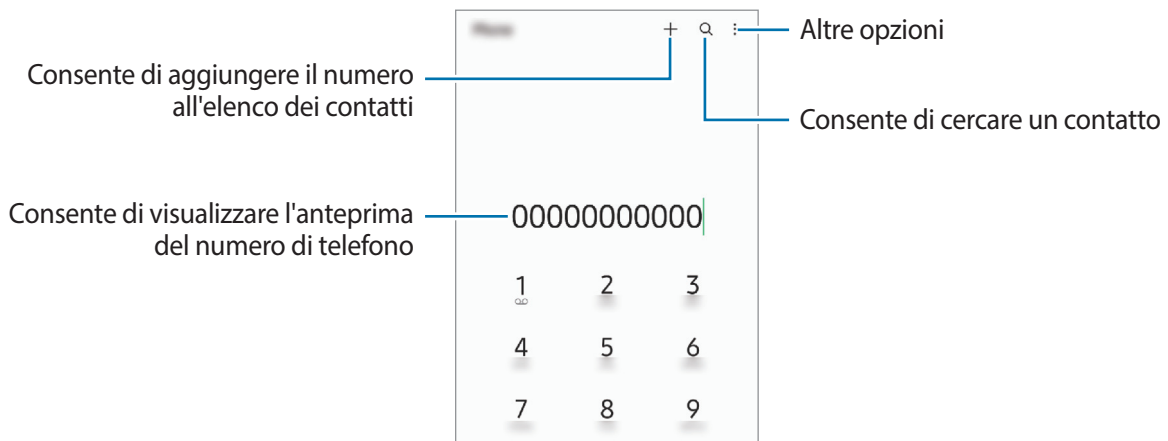 Altre opzioni
Consente di aggiungere il numero
all'elenco dei contatti
Consente di cercare un contatto
Consente di visualizzare l'anteprima
del numero di telefono
00000000000
1 2 3
4 5 6
7 8 9